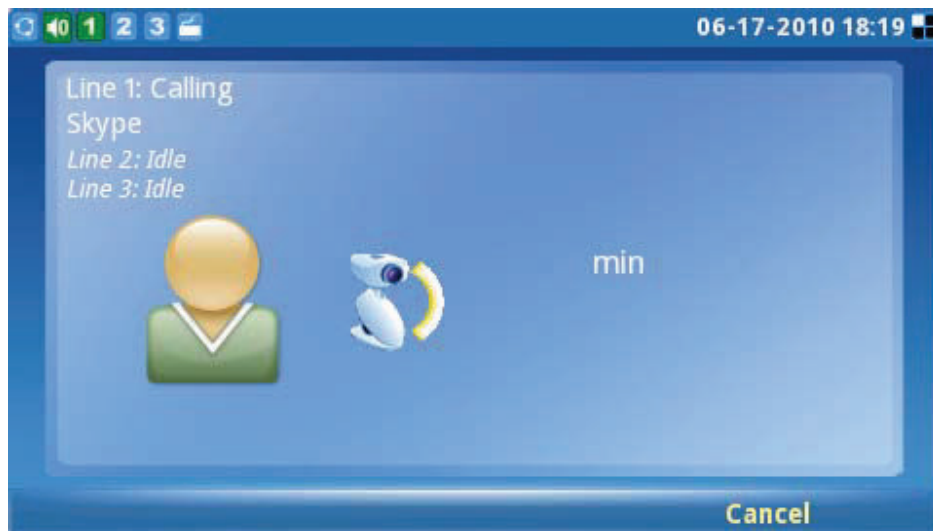 1 2 3 06-17-2010 18:19
Line 1: Calling
Skype
Line 2: Idle
Line 3: Idle
min
Cancel